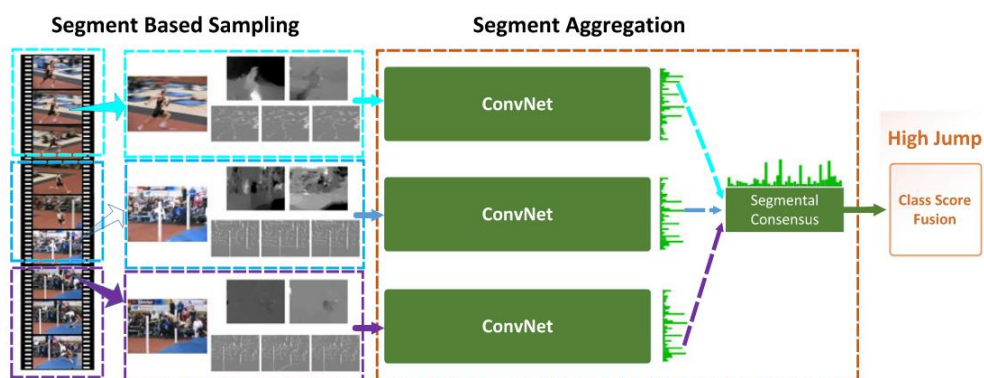 Segment Based Sampling
Segment Aggregation
ConvNet
ConvNet
ConvNet
Segmental
Consensus
High Jump
Class Score
Fusion